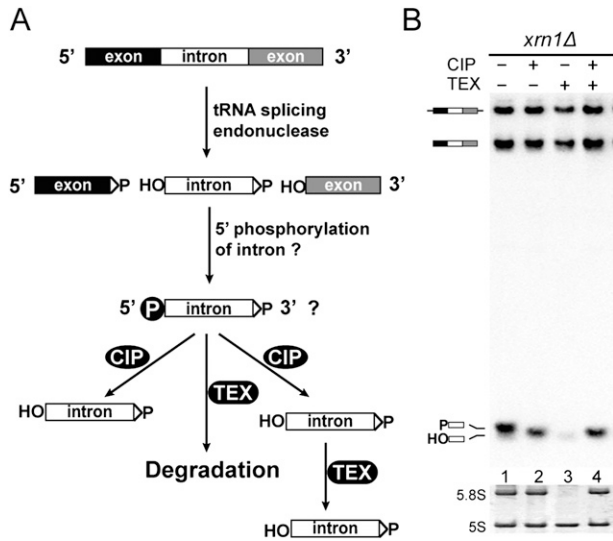 A
5’ exon intron exon 3’
tRNA splicing
endonuclease
5’ exon P HO intron P HO exon 3’
5’ phosphorylation
of intron ?
5’ P intron P 3’ ?
CIP TEX CIP
HO intron P
HO intron P
Degradation
TEX
HO intron P
B
xrn1Δ
CIP – + – +
TEX – – + +
P
HO
1 2 3 4
5.8S
5S